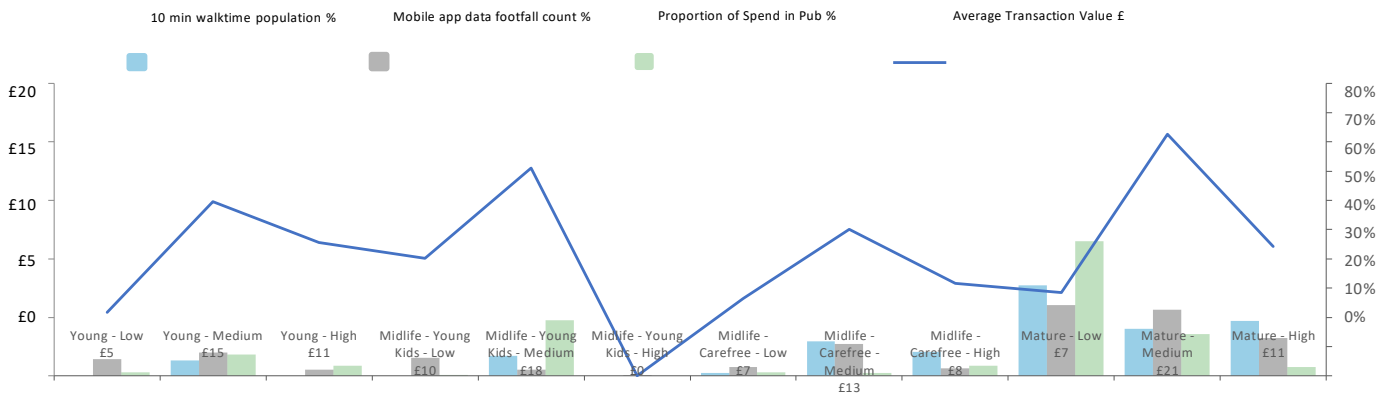 10 min walktime population %
Mobile app data footfall count %
Proportion of Spend in Pub %
Average Transaction Value £
£20
£15
£10
£5
£0
80%
70%
60%
50%
40%
30%
20%
10%
0%
Young - Low
£5
Young - Medium
£15
Young - High
£11
Midlife - Young
Kids - Low
£10
Midlife - Young
Kids - Medium
£18
Midlife - Young
Kids - High
£0
Midlife -
Carefree - Low
£7
Midlife -
Carefree -
Medium
£13
Midlife -
Carefree - High
£8
Mature - Low
£7
Mature -
Medium
£21
Mature - High
£11